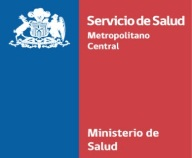 Servicio de Salud
Metropolitano
Central
Ministerio de
Salud